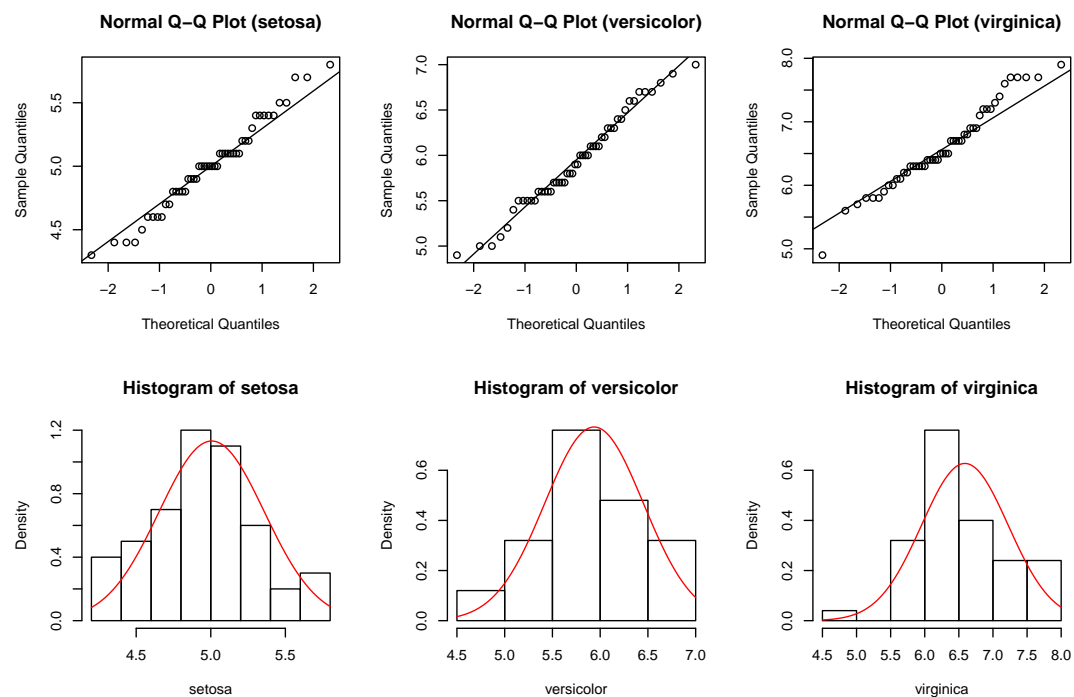 Normal Q−Q Plot (setosa)
Sample Quantiles
4.5 5.0 5.5
−2 −1 0 1 2
Theoretical Quantiles
Normal Q−Q Plot (versicolor)
Sample Quantiles
5.0 5.5 6.0 6.5 7.0
−2 −1 0 1 2
Theoretical Quantiles
Normal Q−Q Plot (virginica)
Sample Quantiles
5.0 6.0 7.0 8.0
−2 −1 0 1 2
Theoretical Quantiles
Histogram of setosa
Density
0.0 0.4 0.8 1.2
4.5 5.0 5.5
setosa
Histogram of versicolor
Density
0.0 0.2 0.4 0.6
4.5 5.0 5.5 6.0 6.5 7.0
versicolor
Histogram of virginica
Density
0.0 0.2 0.4 0.6
4.5 5.0 5.5 6.0 6.5 7.0 7.5 8.0
virginica